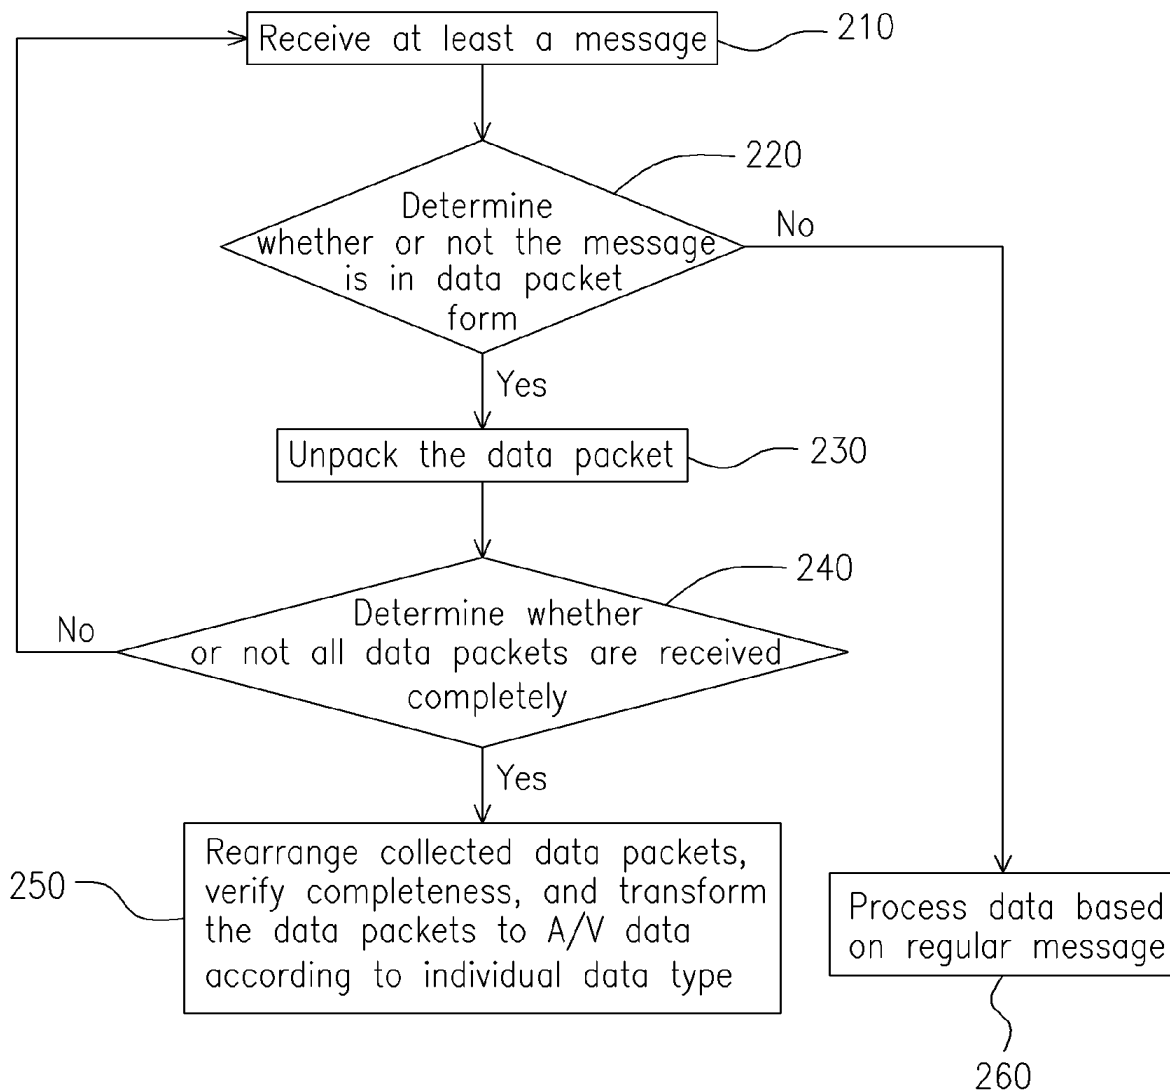 Receive at least a message
210
220
Determine
whether or not the message
is in data packet
form
No
Yes
Unpack the data packet
230
240
Determine whether
or not all data packets are received
completely
No
Yes
Rearrange collected data packets,
verify completeness, and transform
the data packets to A/V data
according to individual data type
250
Process data based
on regular message
260